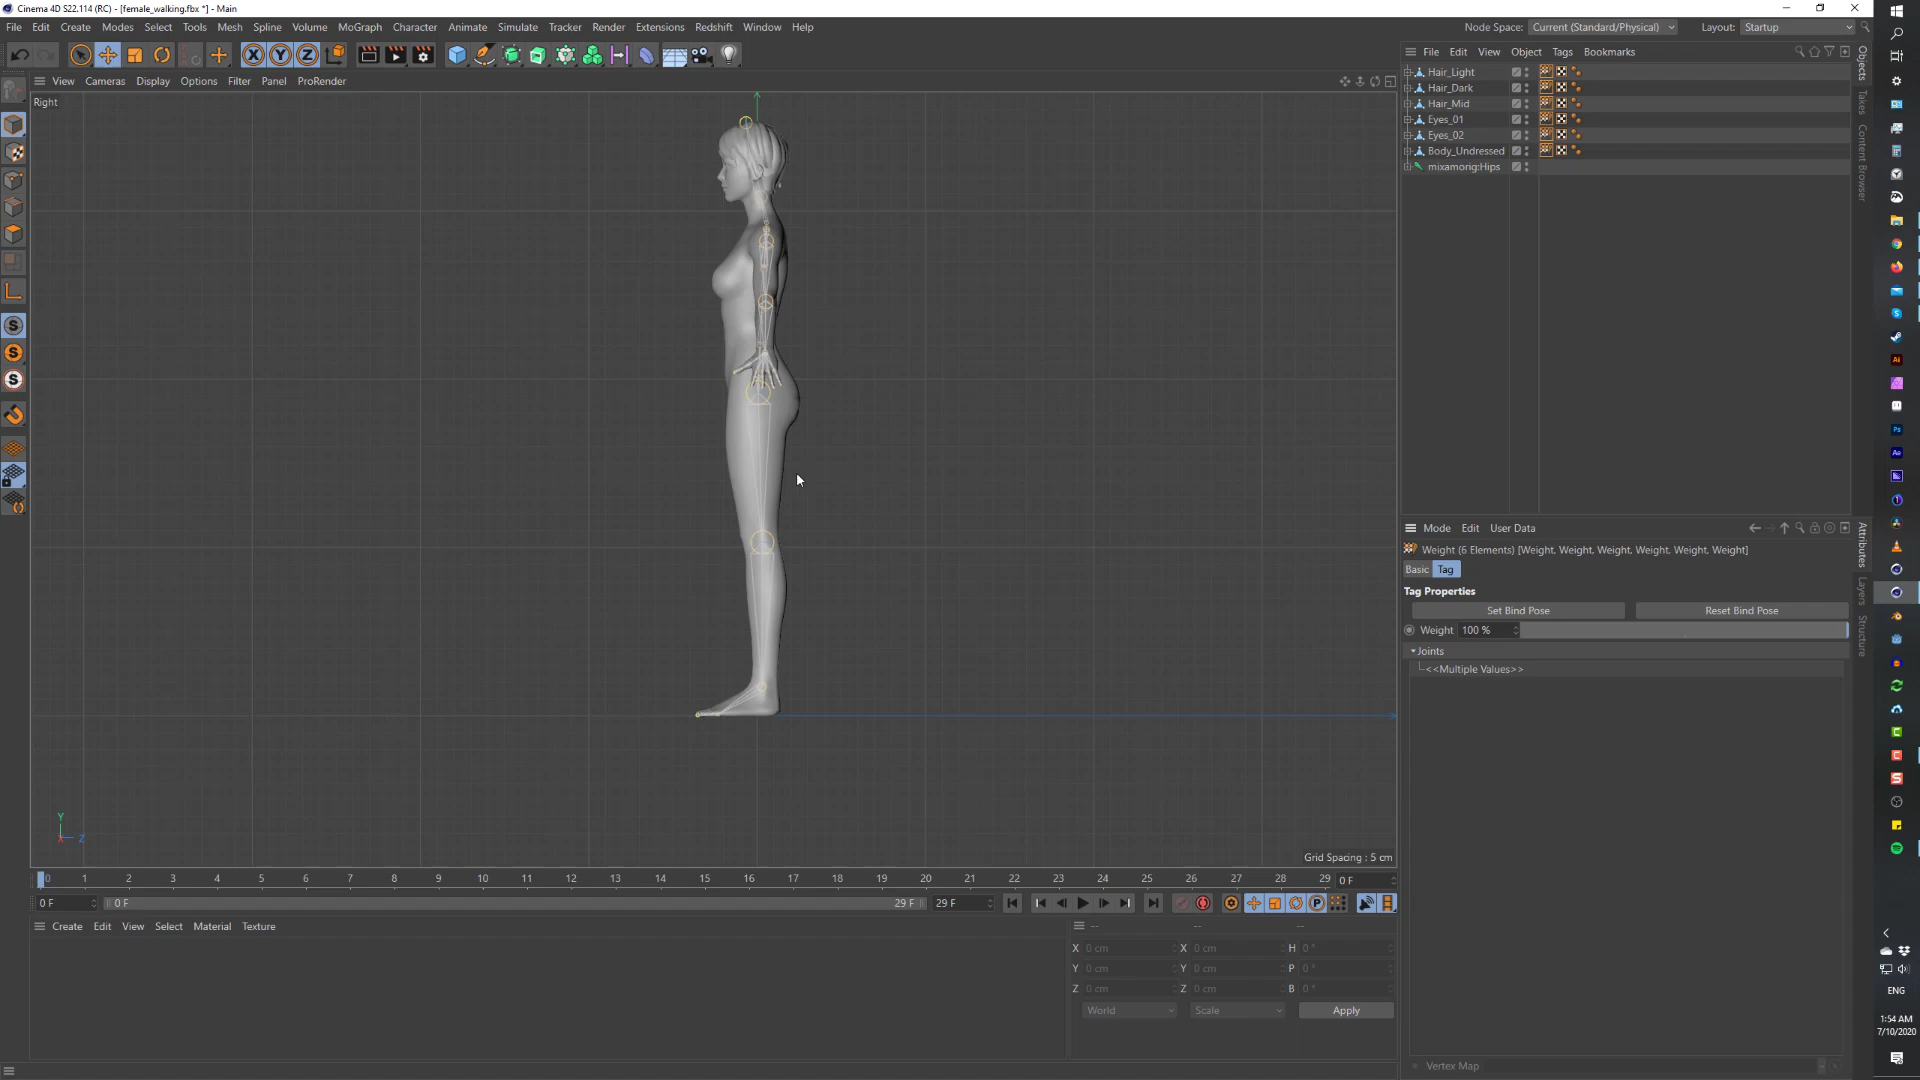 Cinema 4D S22.114 (RC) - [female_walking.fbx *] - Main
File Edit Create Modes Select Tools Mesh Spline Volume MoGraph Character Animate Simulate Tracker Render Extensions Redshift Window Help
Node Space: Current (Standard/Physical) Layout: Startup
View Cameras Display Options Filter Panel ProRender
Right
File Edit View Object Tags Bookmarks
Hair_Light
Hair_Dark
Hair_Mid
Eyes_01
Eyes_02
Body_Undressed
mixamorig:Hips
Objects
Takes
Content Browser
Mode Edit User Data
Weight (6 Elements) [Weight, Weight, Weight, Weight, Weight, Weight]
Basic Tag
Tag Properties
Set Bind Pose Reset Bind Pose
Weight 100 %
Joints
<<Multiple Values>>
Attributes
Layers
Structure
Vertex Map
Y
X Z
Grid Spacing : 5 cm
0 1 2 3 4 5 6 7 8 9 10 11 12 13 14 15 16 17 18 19 20 21 22 23 24 25 26 27 28 29 0 F
0 F 0 F 29 F 29 F
Create Edit View Select Material Texture
-- -- --
X 0 cm X 0 cm H 0 °
Y 0 cm Y 0 cm P 0 °
Z 0 cm Z 0 cm B 0 °
World Scale Apply
ENG
1:54 AM
7/10/2020